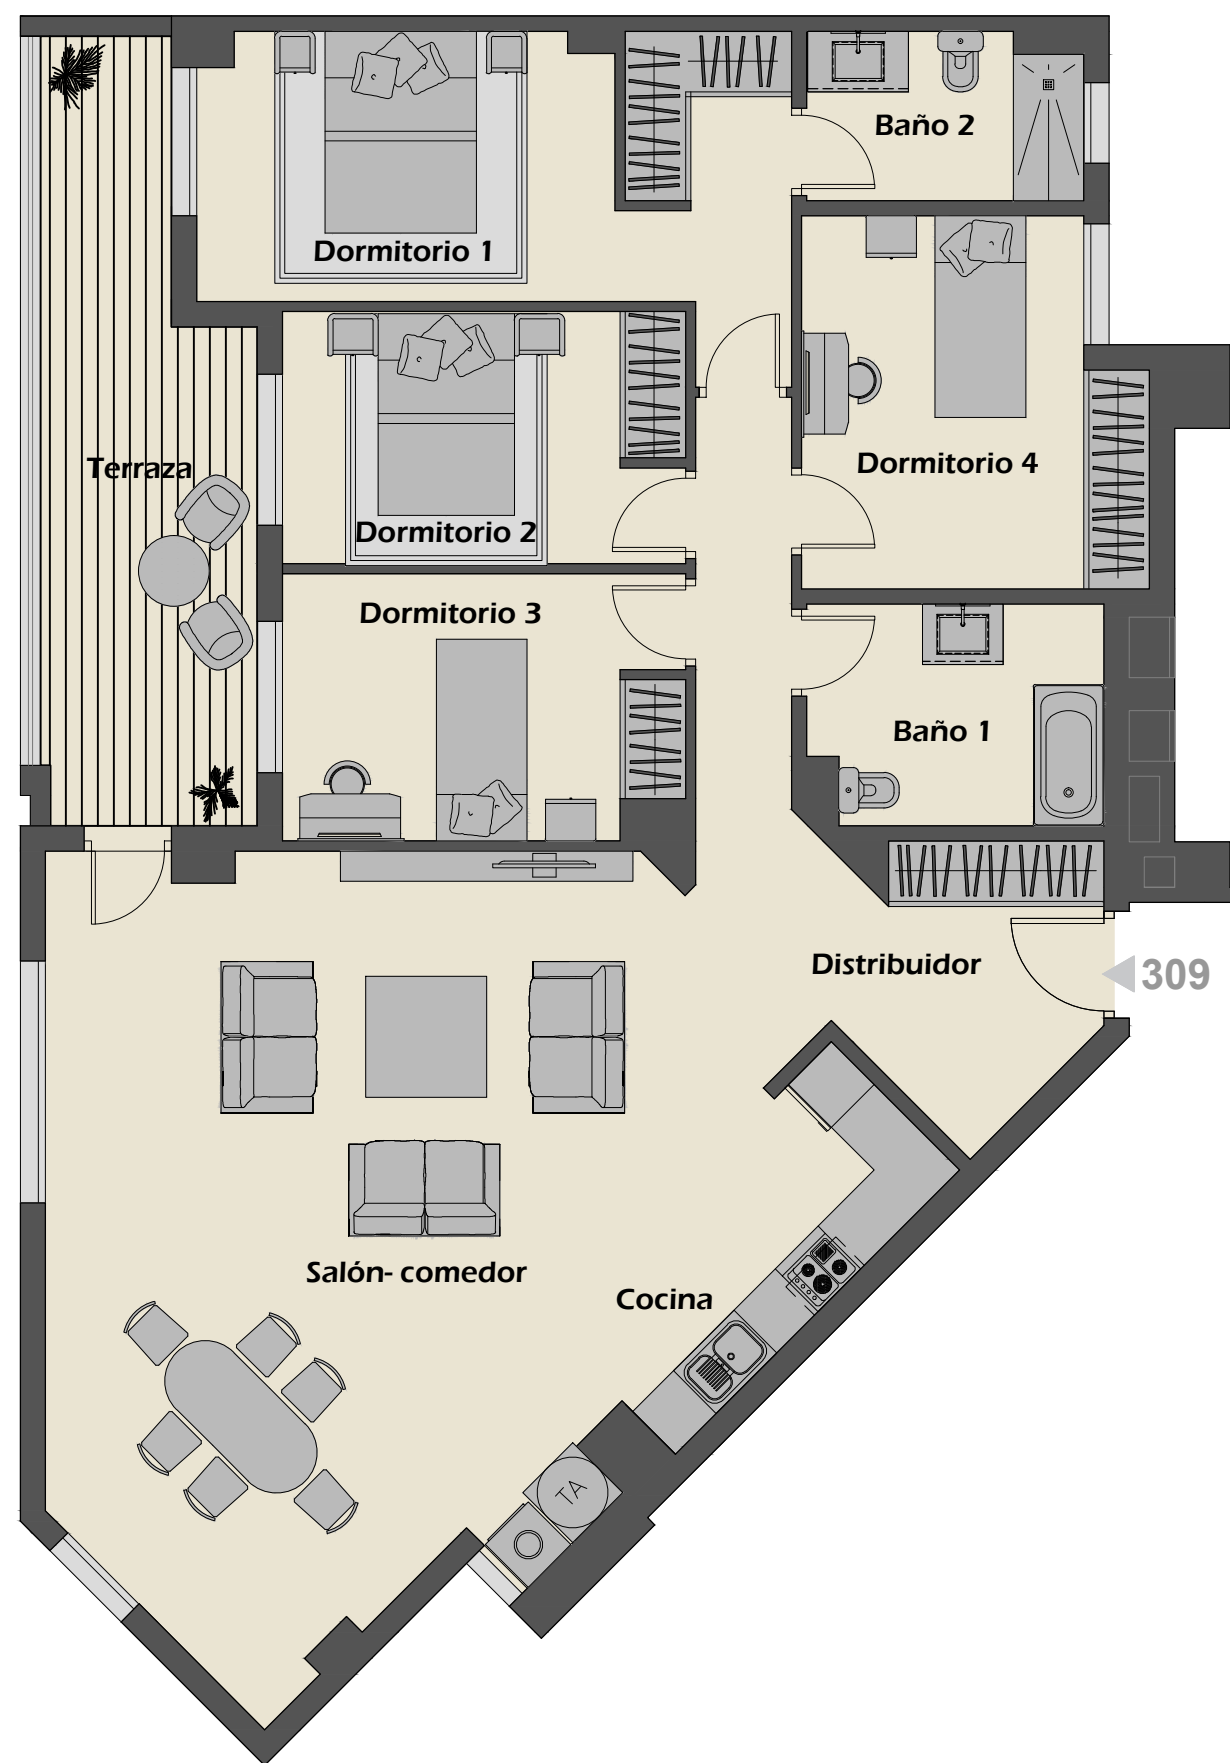 Baño 2
Dormitorio 1
Dormitorio 4
Terraza
Dormitorio 2
Dormitorio 3
Baño 1
Distribuidor
309
Salón- comedor
Cocina
TA